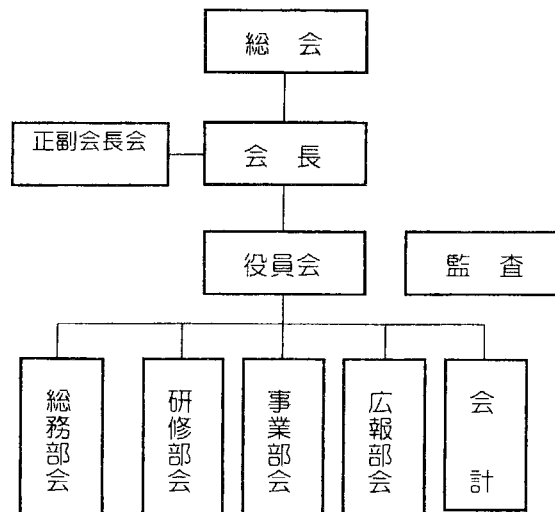 総 会
正副会長会
会 長
役員会
監 査
総務部会
研修部会
事業部会
広報部会
会 計